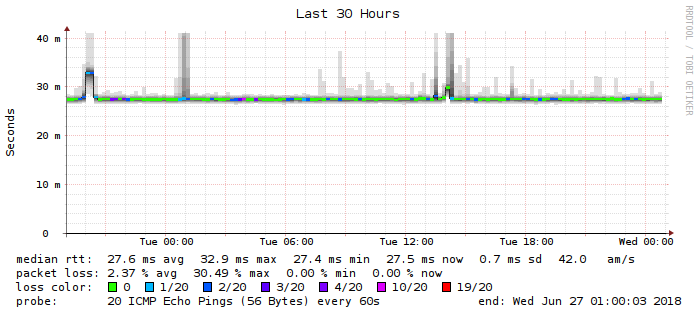 Last 30 Hours
RRDTOOL / TOBI OETIKER
Seconds
40 m
30 m
20 m
10 m
0
Tue 00:00 Tue 06:00 Tue 12:00 Tue 18:00 Wed 00:00
median rtt: 27.6 ms avg 32.9 ms max 27.4 ms min 27.5 ms now 0.7 ms sd 42.0 am/s
packet loss: 2.37 % avg 30.49 % max 0.00 % min 0.00 % now
loss color: 0 1/20 2/20 3/20 4/20 10/20 19/20
probe: 20 ICMP Echo Pings (56 Bytes) every 60s end: Wed Jun 27 01:00:03 2018